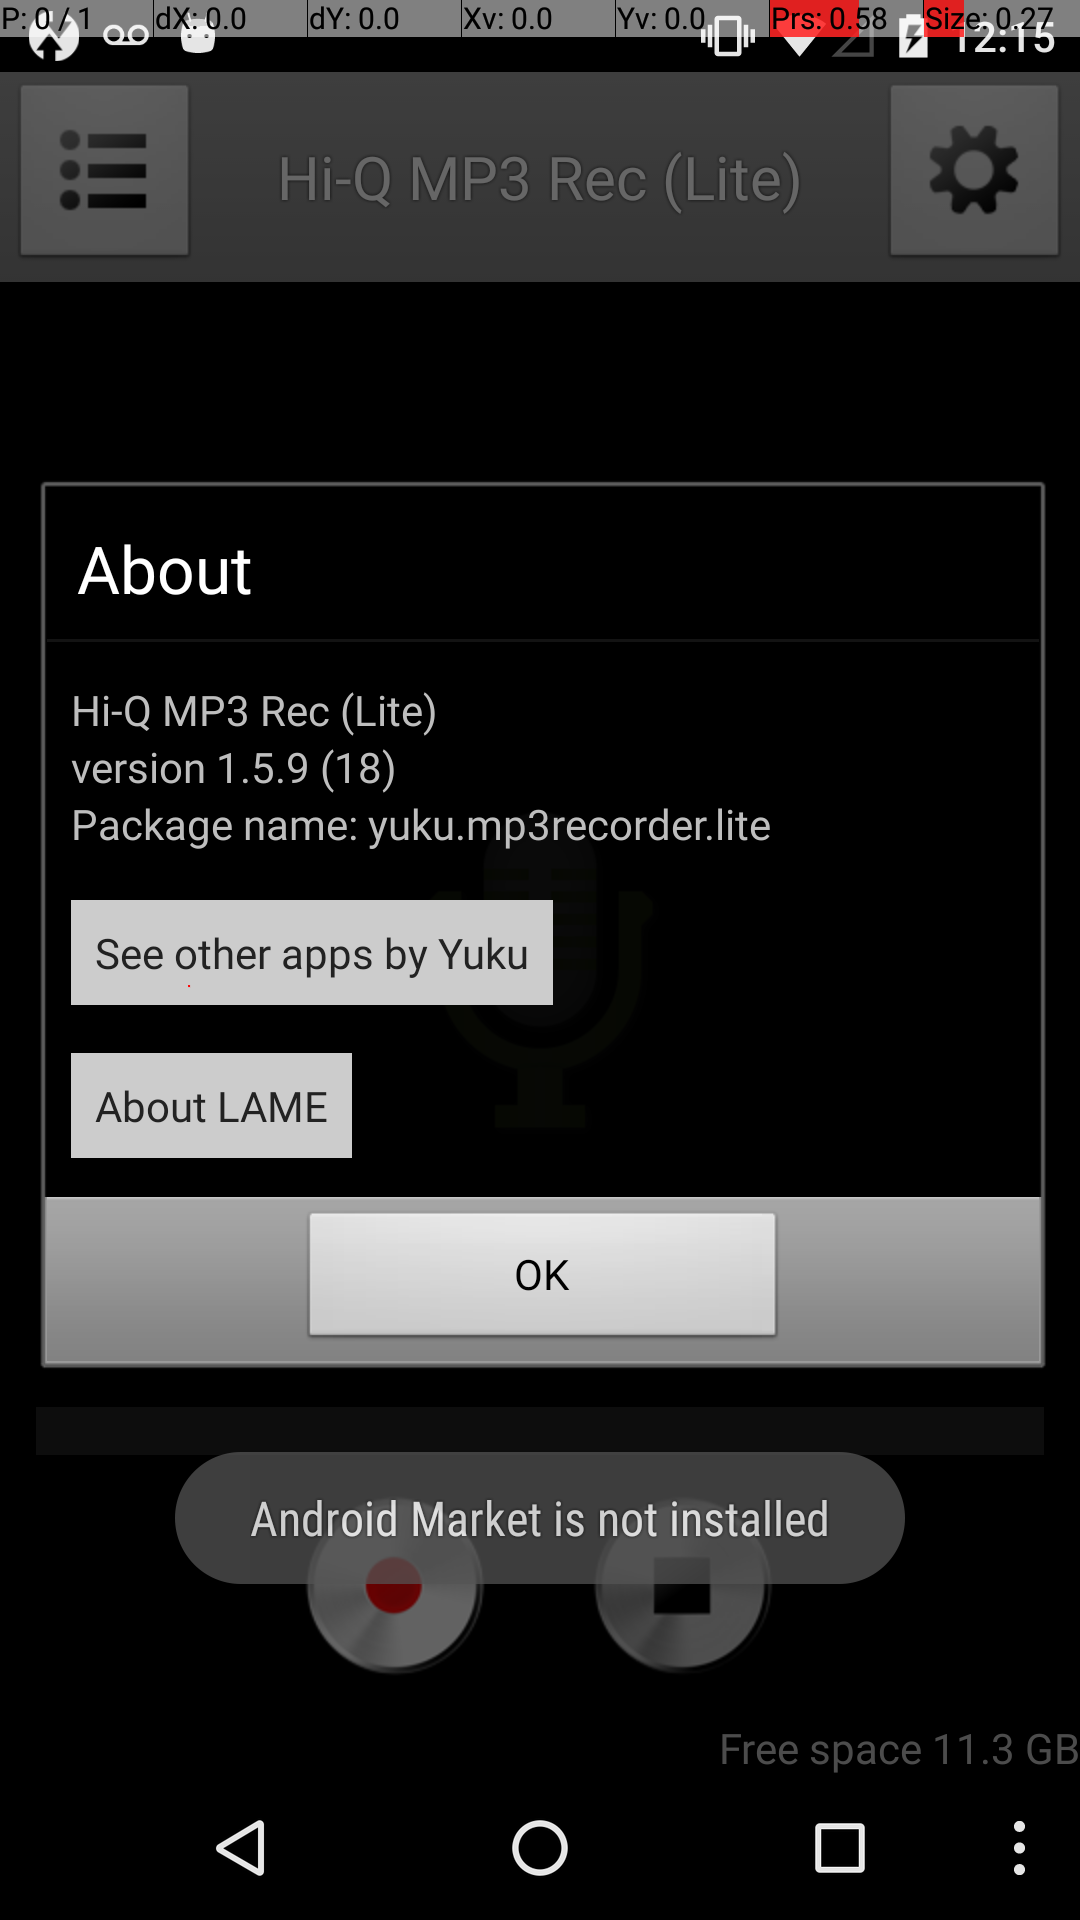 P: 0 / 1 dX: 0.0 dY: 0.0 Xv: 0.0 Yv: 0.0 Prs: 0.58 Size: 0.27
12:15
Hi-Q MP3 Rec (Lite)
About
Hi-Q MP3 Rec (Lite)
version 1.5.9 (18)
Package name: yuku.mp3recorder.lite
See other apps by Yuku
About LAME
OK
Android Market is not installed
Free space 11.3 GB